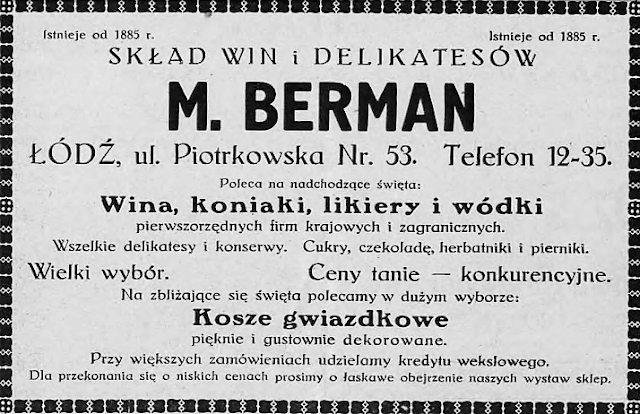 Istnieje od 1885 r. Istnieje od 1885 r.
SKŁAD WIN i DELIKATESÓW
M. BERMAN
ŁÓDŹ, ul. Piotrkowska Nr. 53. Telefon 12-35.
Poleca na nadchodzące święta:
Wina, koniaki, likiery i wódki
pierwszorzędnych firm krajowych i zagranicznych.
Wszelkie delikatesy i konserwy. Cukry, czekoladę, herbatniki i pierniki.
Wielki wybór. Ceny tanie — konkurencyjne.
Na zbliżające się święta polecamy w dużym wyborze:
Kosze gwiazdkowe
pięknie i gustownie dekorowane.
Przy większych zamówieniach udzielamy kredytu wekslowego.
Dla przekonania się o niskich cenach prosimy o łaskawe obejrzenie naszych wystaw sklep.